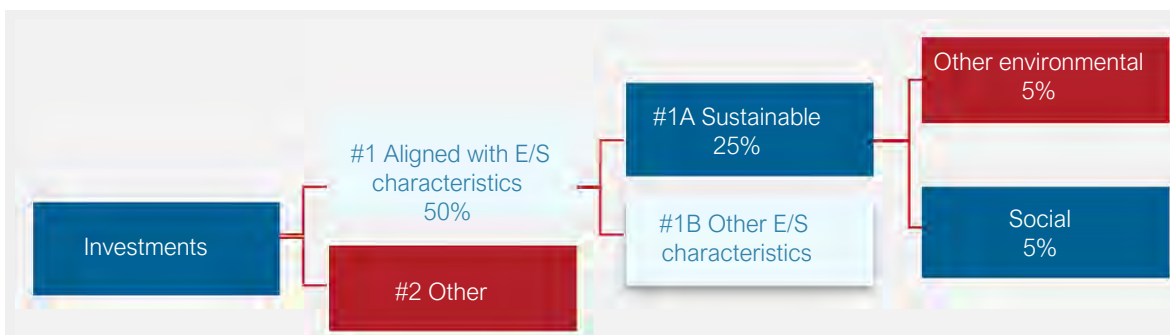 Investments
#1 Aligned with E/S
characteristics
50%
#2 Other
#1A Sustainable
25%
#1B Other E/S
characteristics
Other environmental
5%
Social
5%